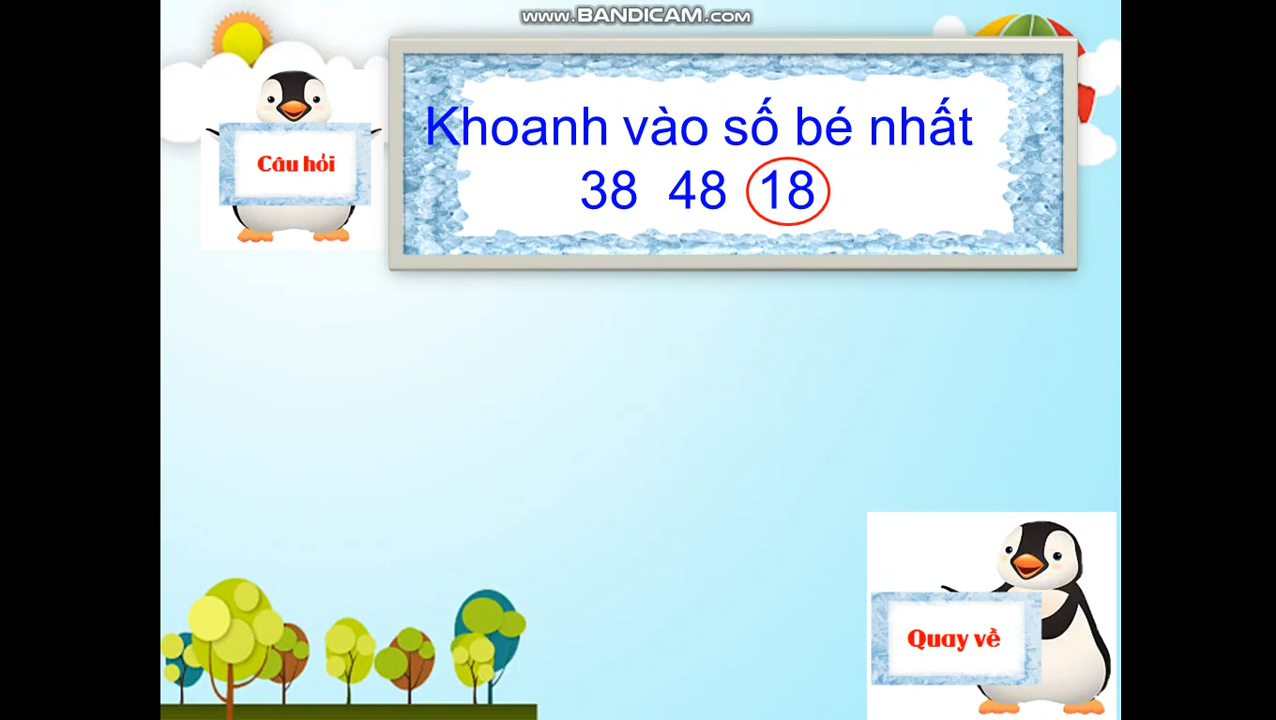 www.BANDICAM.com
Câu hỏi
Khoanh vào số bé nhất
38 48 18
Quay về